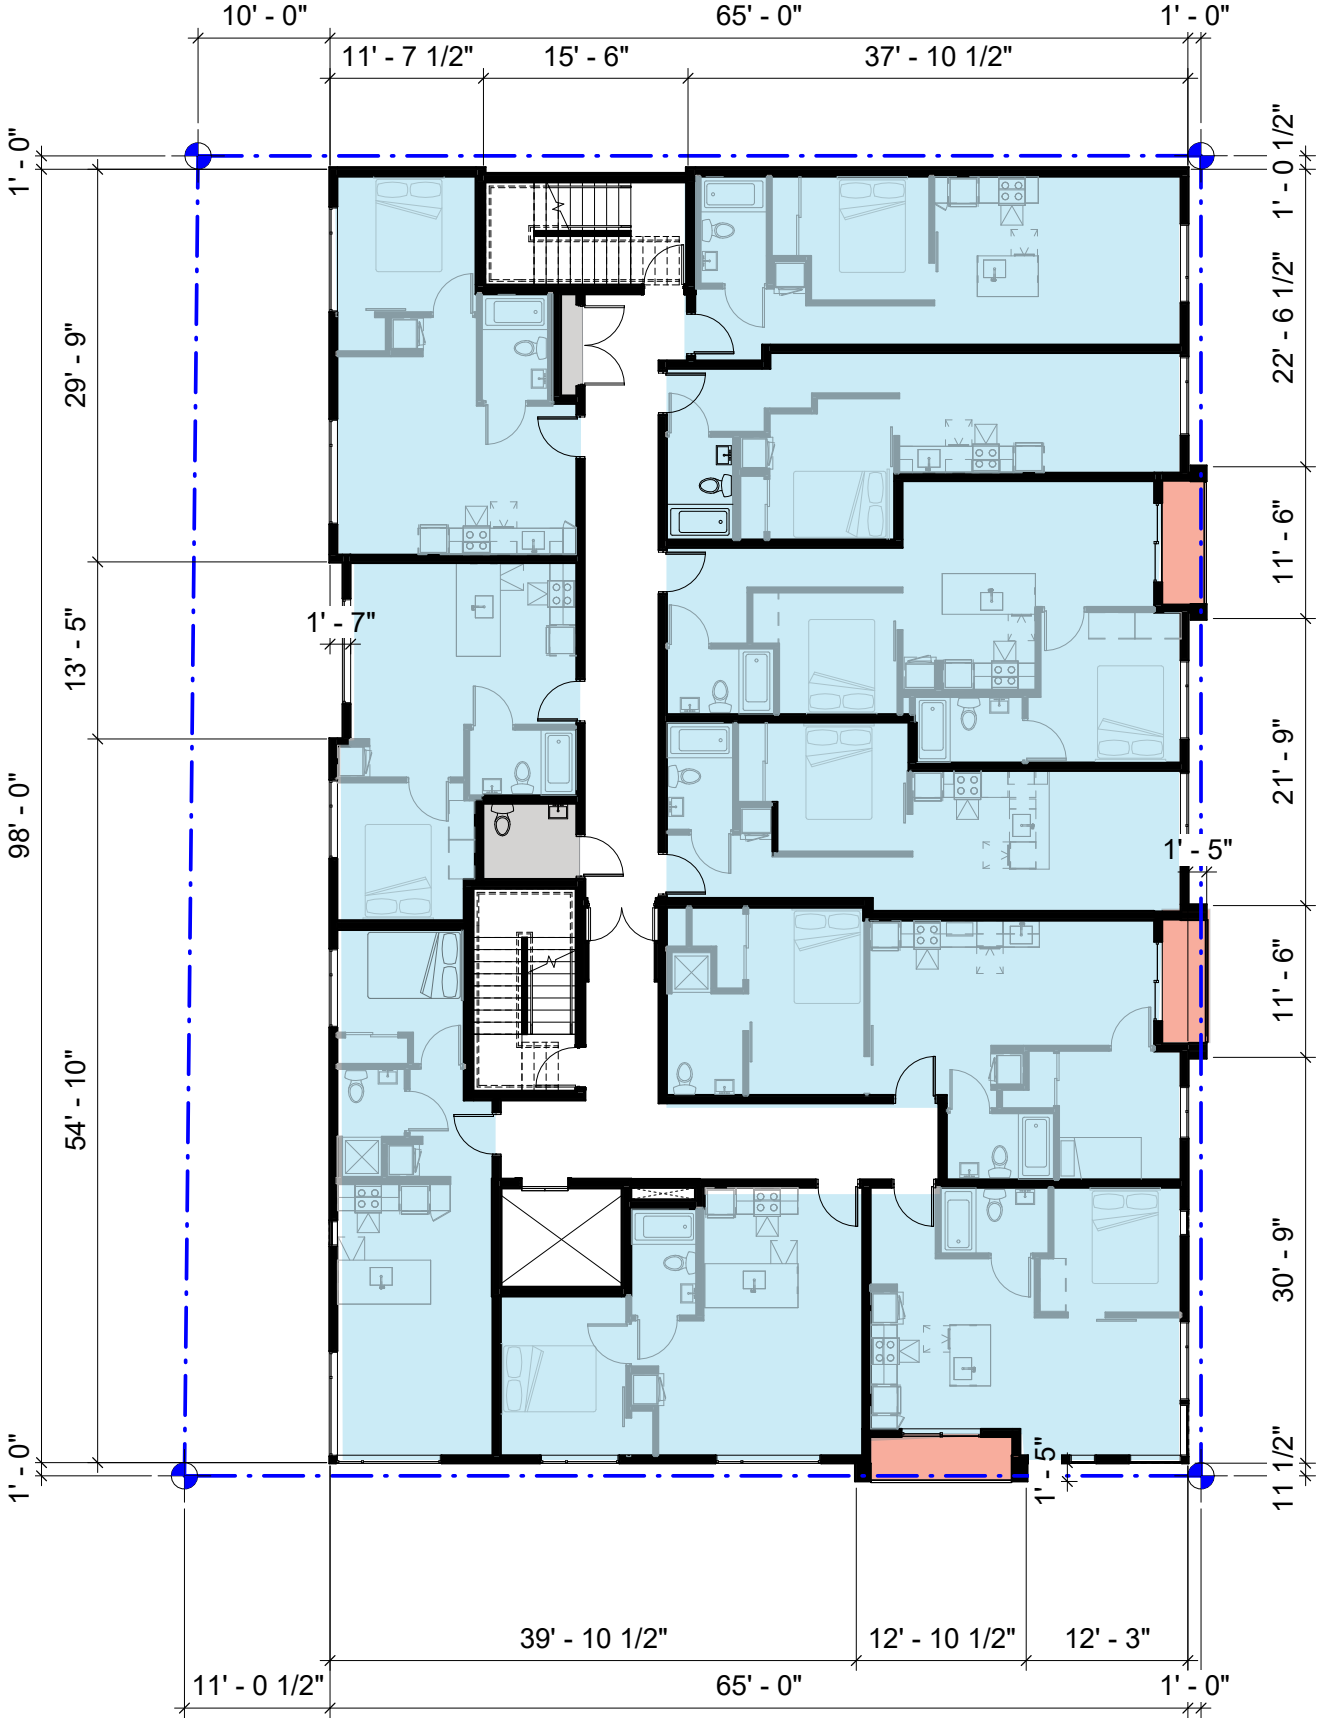 10' - 0"
65' - 0"
1' - 0"
11' - 7 1/2"
15' - 6"
37' - 10 1/2"
1' - 0"
1' - 0 1/2"
29' - 9"
22' - 6 1/2"
11' - 6"
13' - 5"
1' - 7"
98' - 0"
21' - 9"
1' - 5"
11' - 6"
54' - 10"
30' - 9"
1' - 0"
1' - 5"
11 1/2"
39' - 10 1/2"
12' - 10 1/2"
12' - 3"
11' - 0 1/2"
65' - 0"
1' - 0"